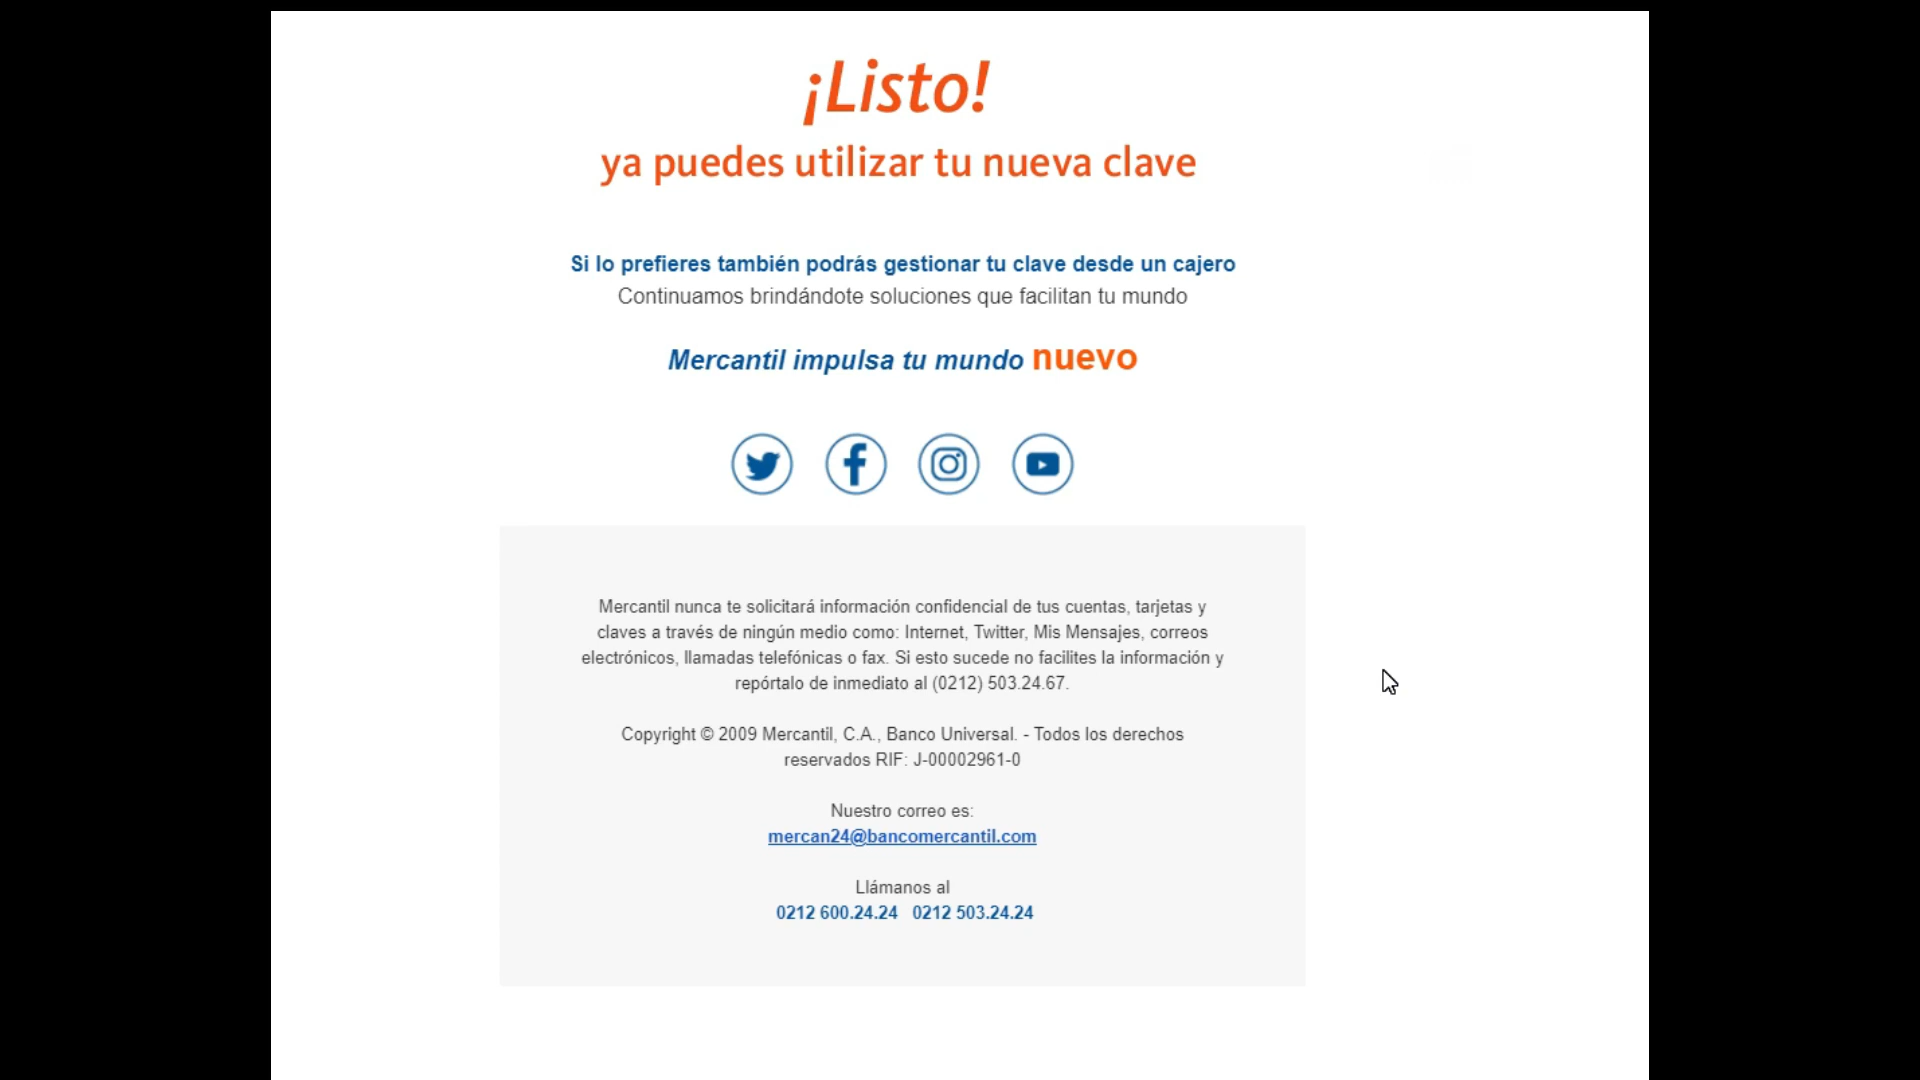 ¡Listo!
ya puedes utilizar tu nueva clave
Si lo prefieres también podrás gestionar tu clave desde un cajero
Continuamos brindándote soluciones que facilitan tu mundo
Mercantil impulsa tu mundo nuevo
Mercantil nunca te solicitará información confidencial de tus cuentas, tarjetas y
claves a través de ningún medio como: Internet, Twitter, Mis Mensajes, correos
electrónicos, llamadas telefónicas o fax. Si esto sucede no facilites la información y
repórtalo de inmediato al (0212) 503.24.67.
Copyright © 2009 Mercantil, C.A., Banco Universal. - Todos los derechos
reservados RIF: J-00002961-0
Nuestro correo es:
mercan24@bancomercantil.com
Llámanos al
0212 600.24.24 0212 503.24.24